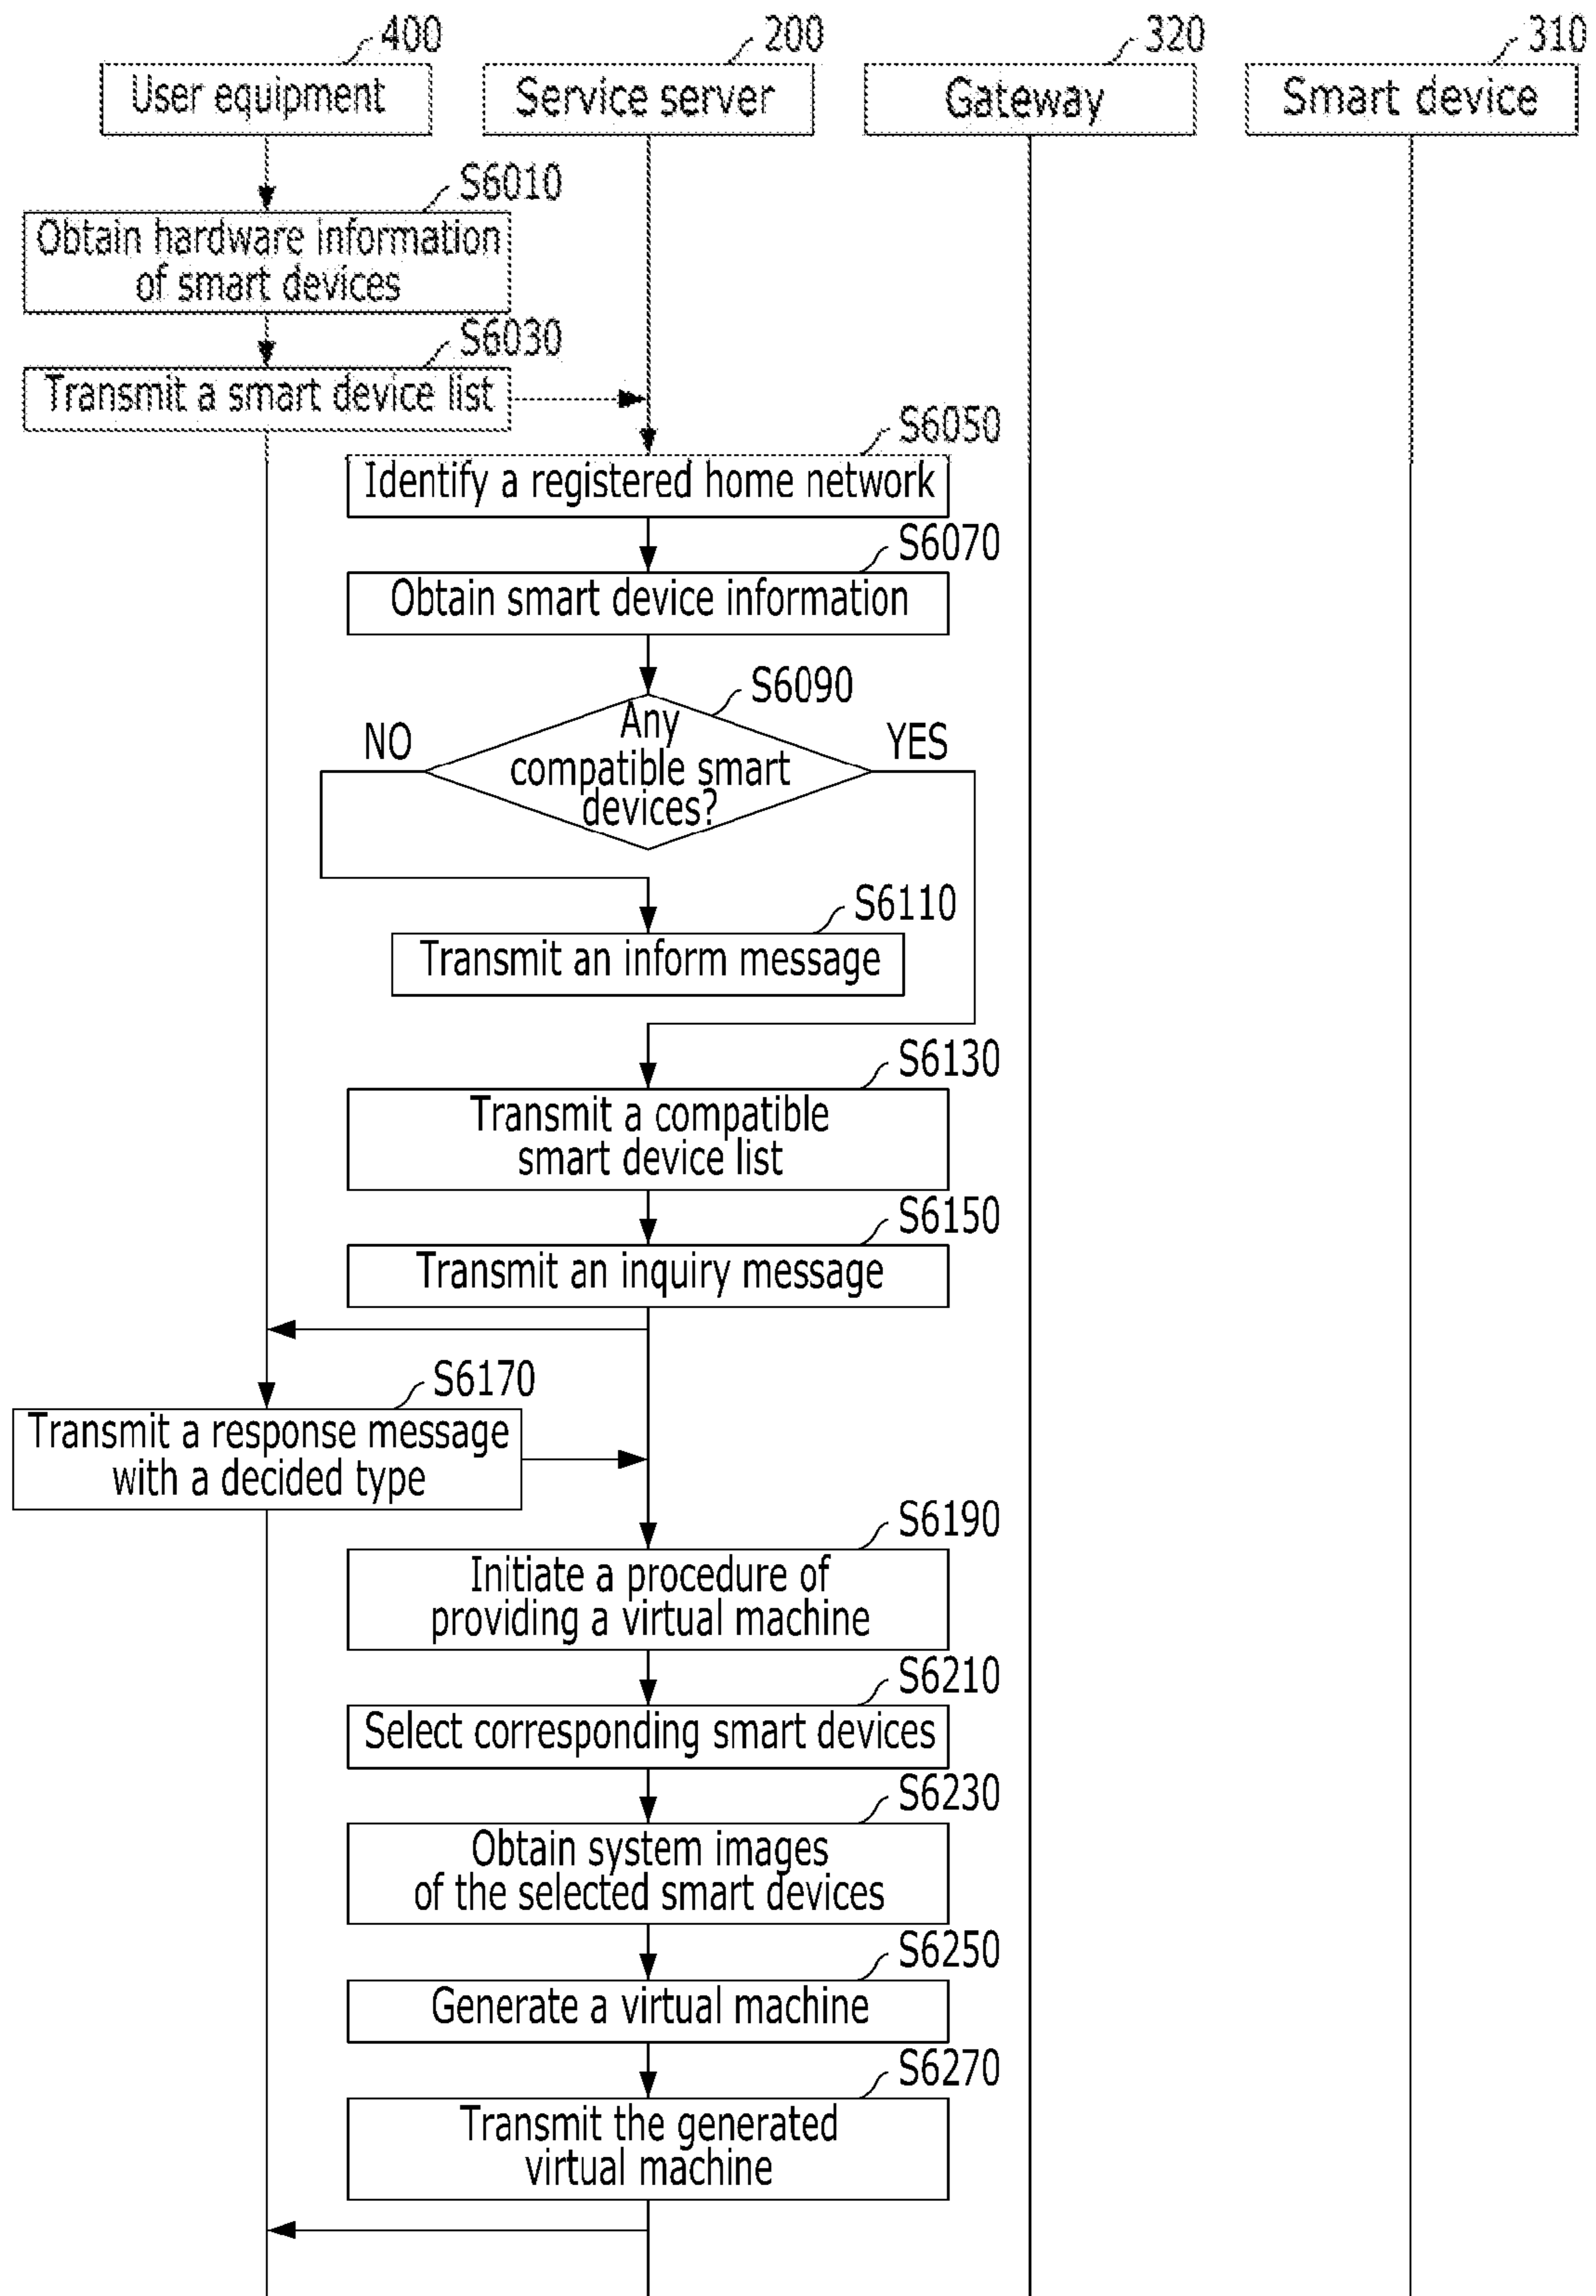 400
200
320
310
User equipment
Service server
Gateway
Smart device
S6010
Obtain hardware information
of smart devices
S6030
Transmit a smart device list
S6050
Identify a registered home network
S6070
Obtain smart device information
S6090
NO
Any
compatible smart
devices?
YES
S6110
Transmit an inform message
S6130
Transmit a compatible
smart device list
S6150
Transmit an inquiry message
S6170
Transmit a response message
with a decided type
S6190
Initiate a procedure of
providing a virtual machine
S6210
Select corresponding smart devices
S6230
Obtain system images
of the selected smart devices
S6250
Generate a virtual machine
S6270
Transmit the generated
virtual machine